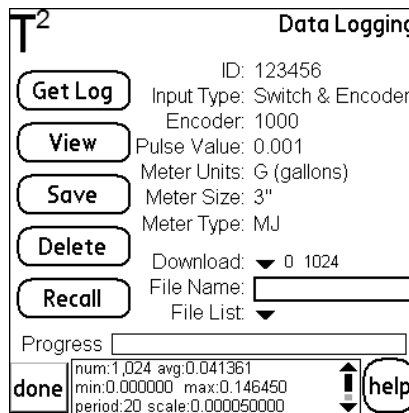 T² Data Logging
ID: 123456
Get Log
Input Type: Switch & Encoder
Encoder: 1000
View
Pulse Value: 0.001
Meter Units: G (gallons)
Save
Meter Size: 3"
Meter Type: MJ
Delete
Download: 0 1024
File Name:
Recall
File List:
Progress
done
num:1,024 avg:0.041361
min:0.000000 max:0.146450
period:20 scale:0.000050000
help